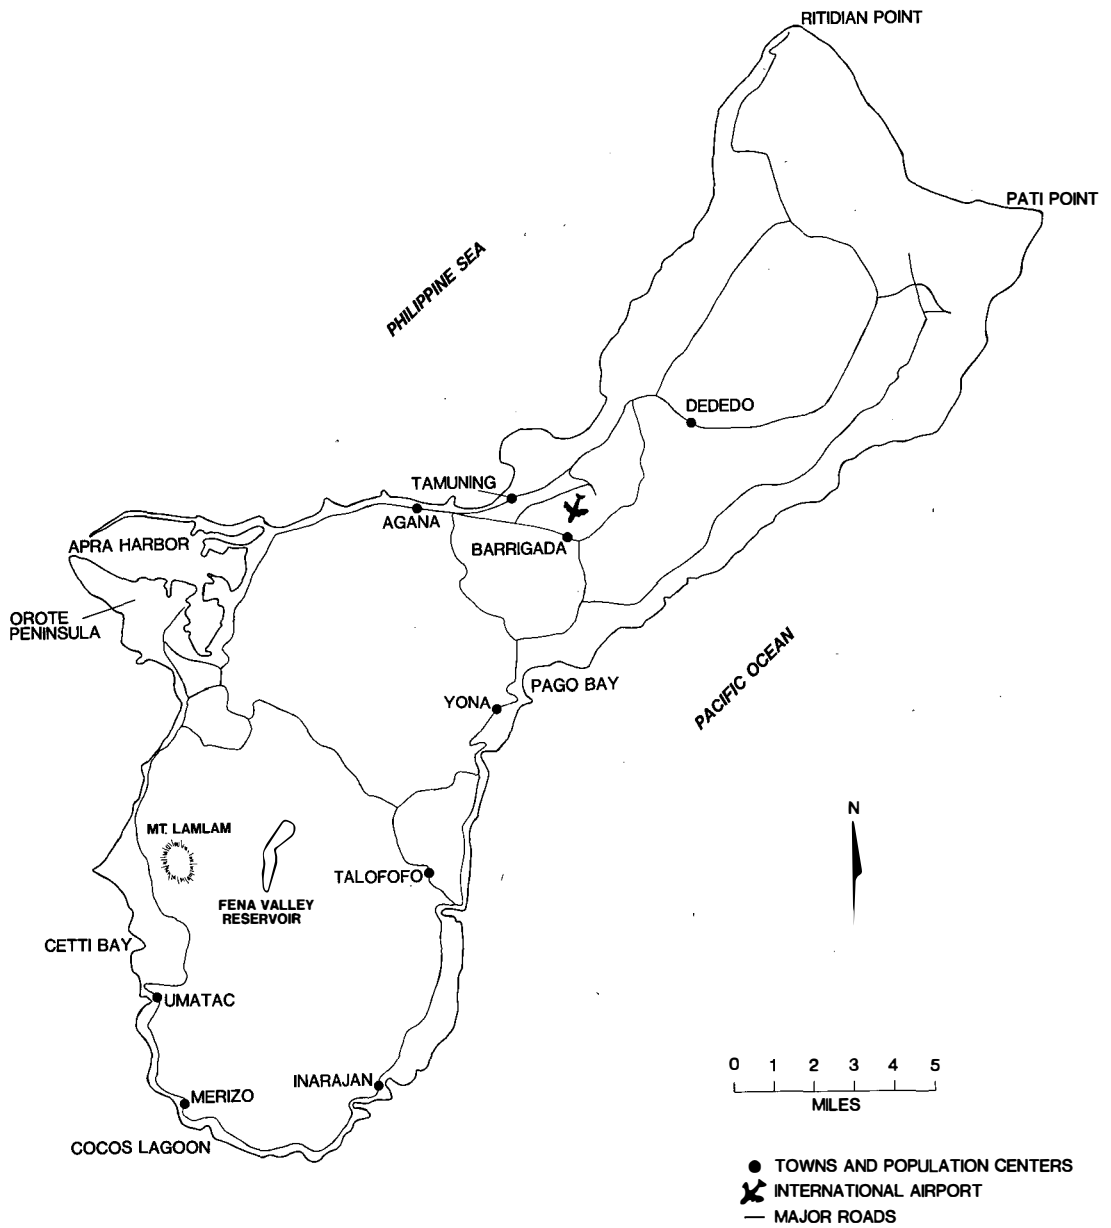 RITIDIAN POINT
PATI POINT
PHILIPPINE SEA
DEDEDO
TAMUNING
AGANA
APRA HARBOR
BARRIGADA
OROTE
PENINSULA
PACIFIC OCEAN
PAGO BAY
YONA
N
MT. LAMLAM
TALOFOFO
FENA VALLEY
RESERVOIR
CETTI BAY
UMATAC
INARAJAN
MERIZO
COCOS LAGOON
0 1 2 3 4 5
MILES
TOWNS AND POPULATION CENTERS
INTERNATIONAL AIRPORT
MAJOR ROADS